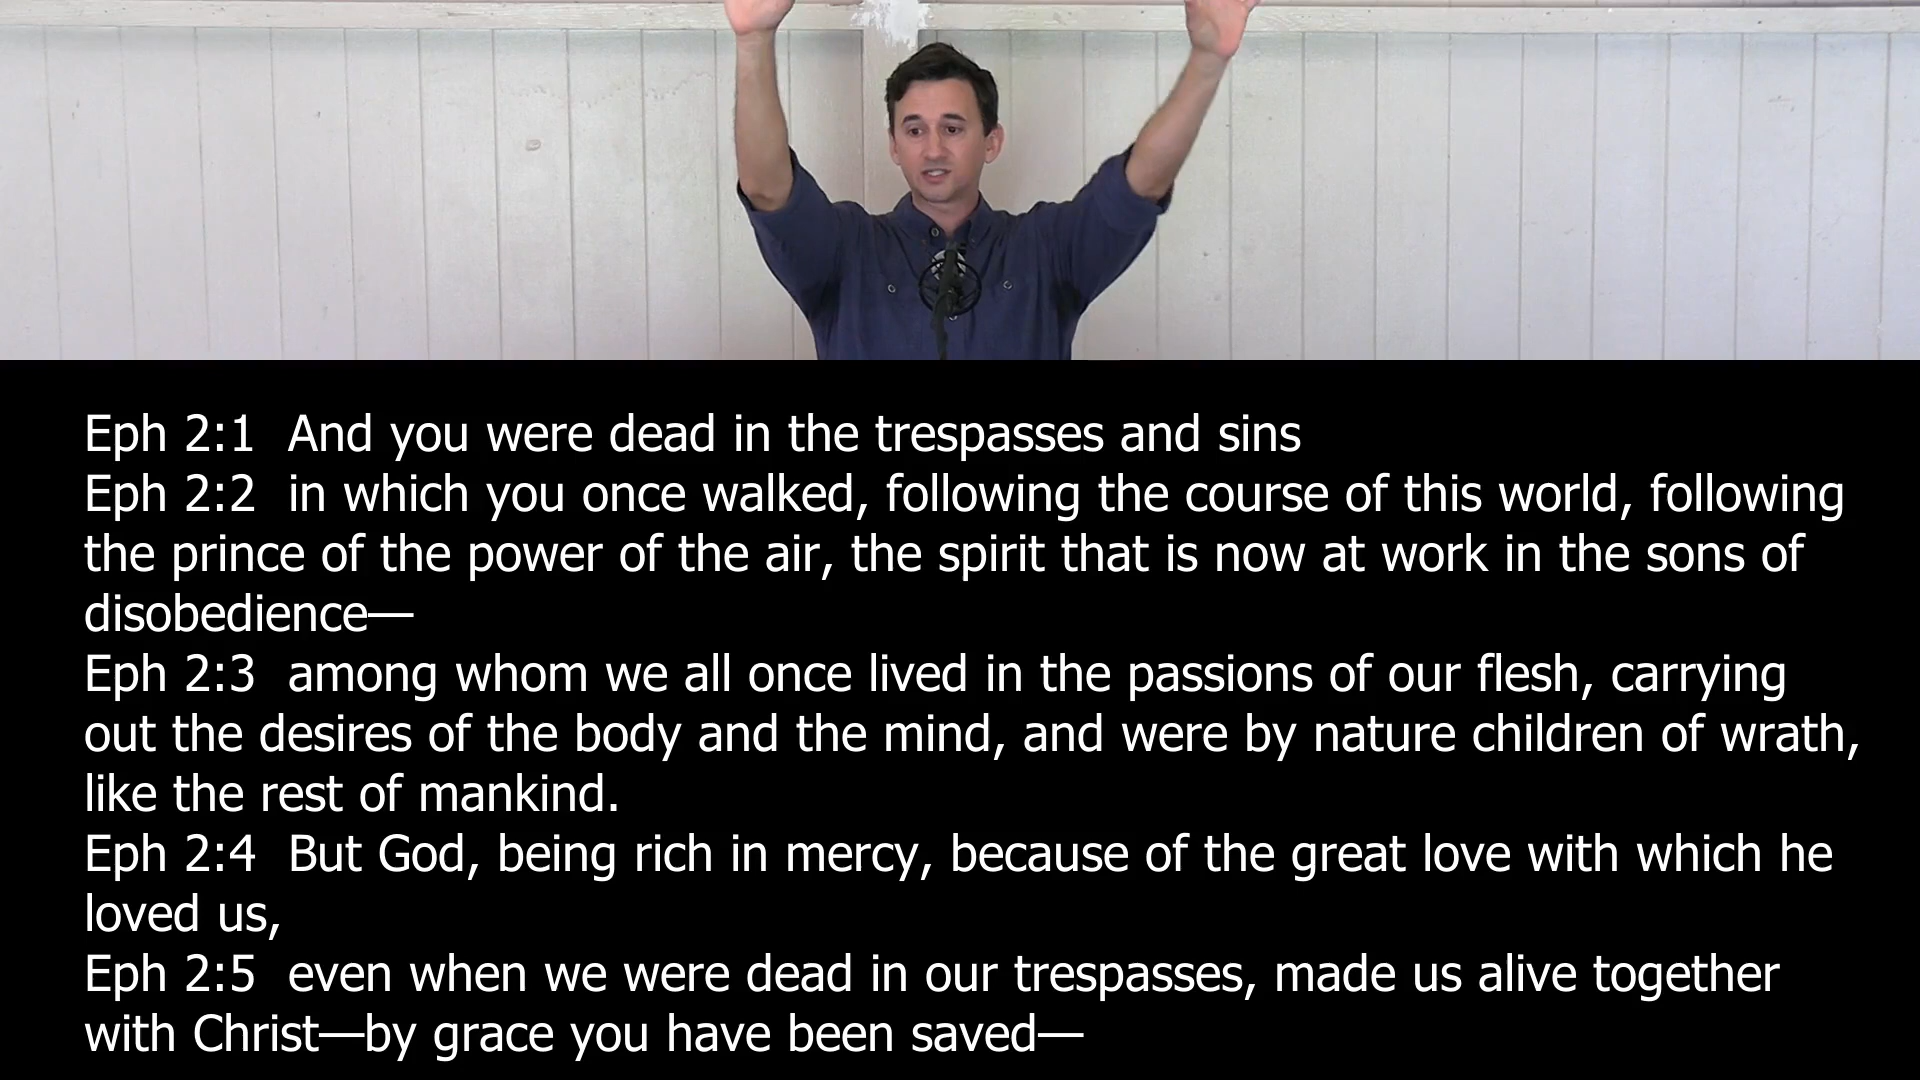 Eph 2:1  And you were dead in the trespasses and sins
Eph 2:2  in which you once walked, following the course of this world, following
the prince of the power of the air, the spirit that is now at work in the sons of
disobedience—
Eph 2:3  among whom we all once lived in the passions of our flesh, carrying
out the desires of the body and the mind, and were by nature children of wrath,
like the rest of mankind.
Eph 2:4  But God, being rich in mercy, because of the great love with which he
loved us,
Eph 2:5  even when we were dead in our trespasses, made us alive together
with Christ—by grace you have been saved—